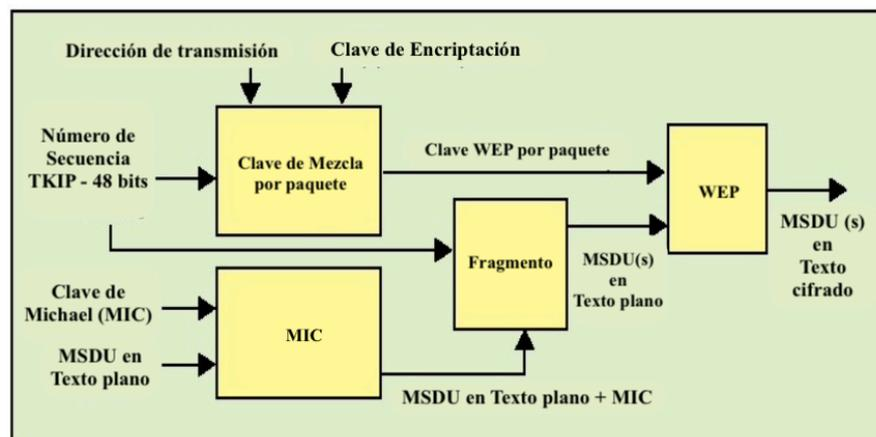 Dirección de transmisión
Clave de Encriptación
Número de
Secuencia
TKIP - 48 bits
Clave de Mezcla
por paquete
Clave WEP por paquete
WEP
MSDU (s)
en
Texto
cifrado
Fragmento
MSDU(s)
en
Texto plano
Clave de
Michael (MIC)
MIC
MSDU en
Texto plano
MSDU en Texto plano + MIC